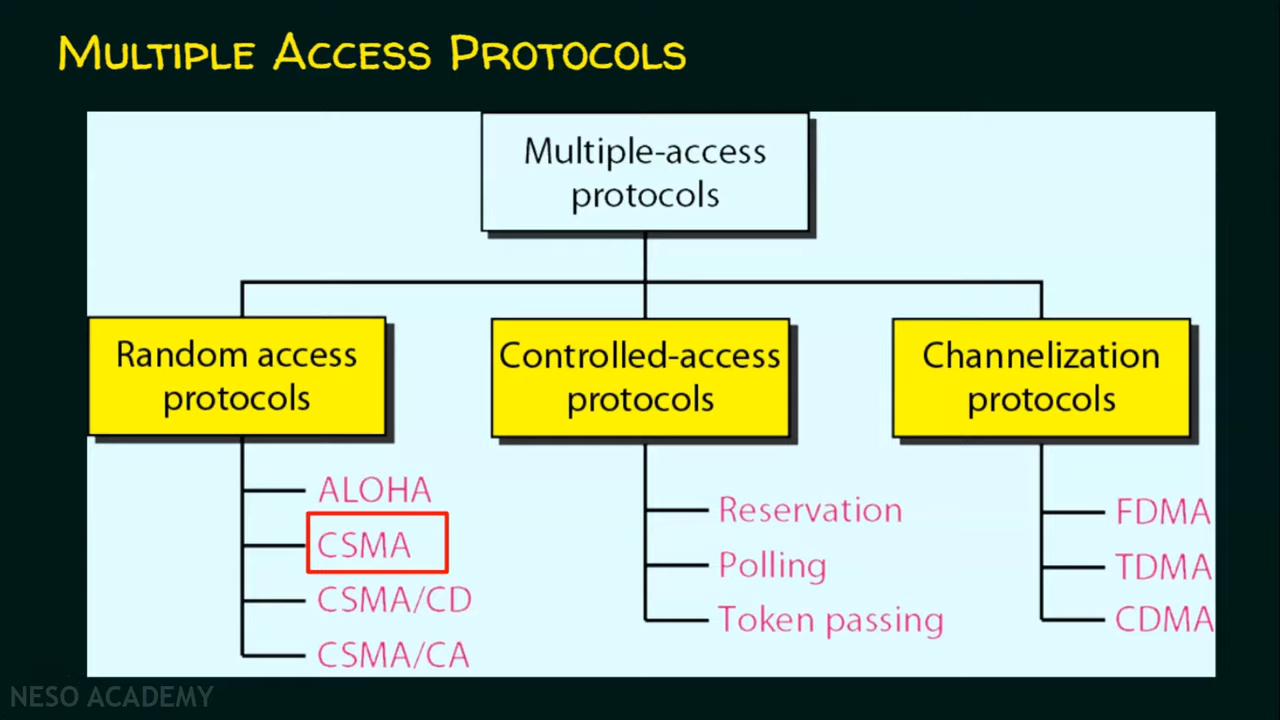 MULTIPLE ACCESS PROTOCOLS
Multiple-access
protocols
Random access
protocols
ALOHA
CSMA
CSMA/CD
CSMA/CA
Controlled-access
protocols
Reservation
Polling
Token passing
Channelization
protocols
FDMA
TDMA
CDMA
NESO ACADEMY